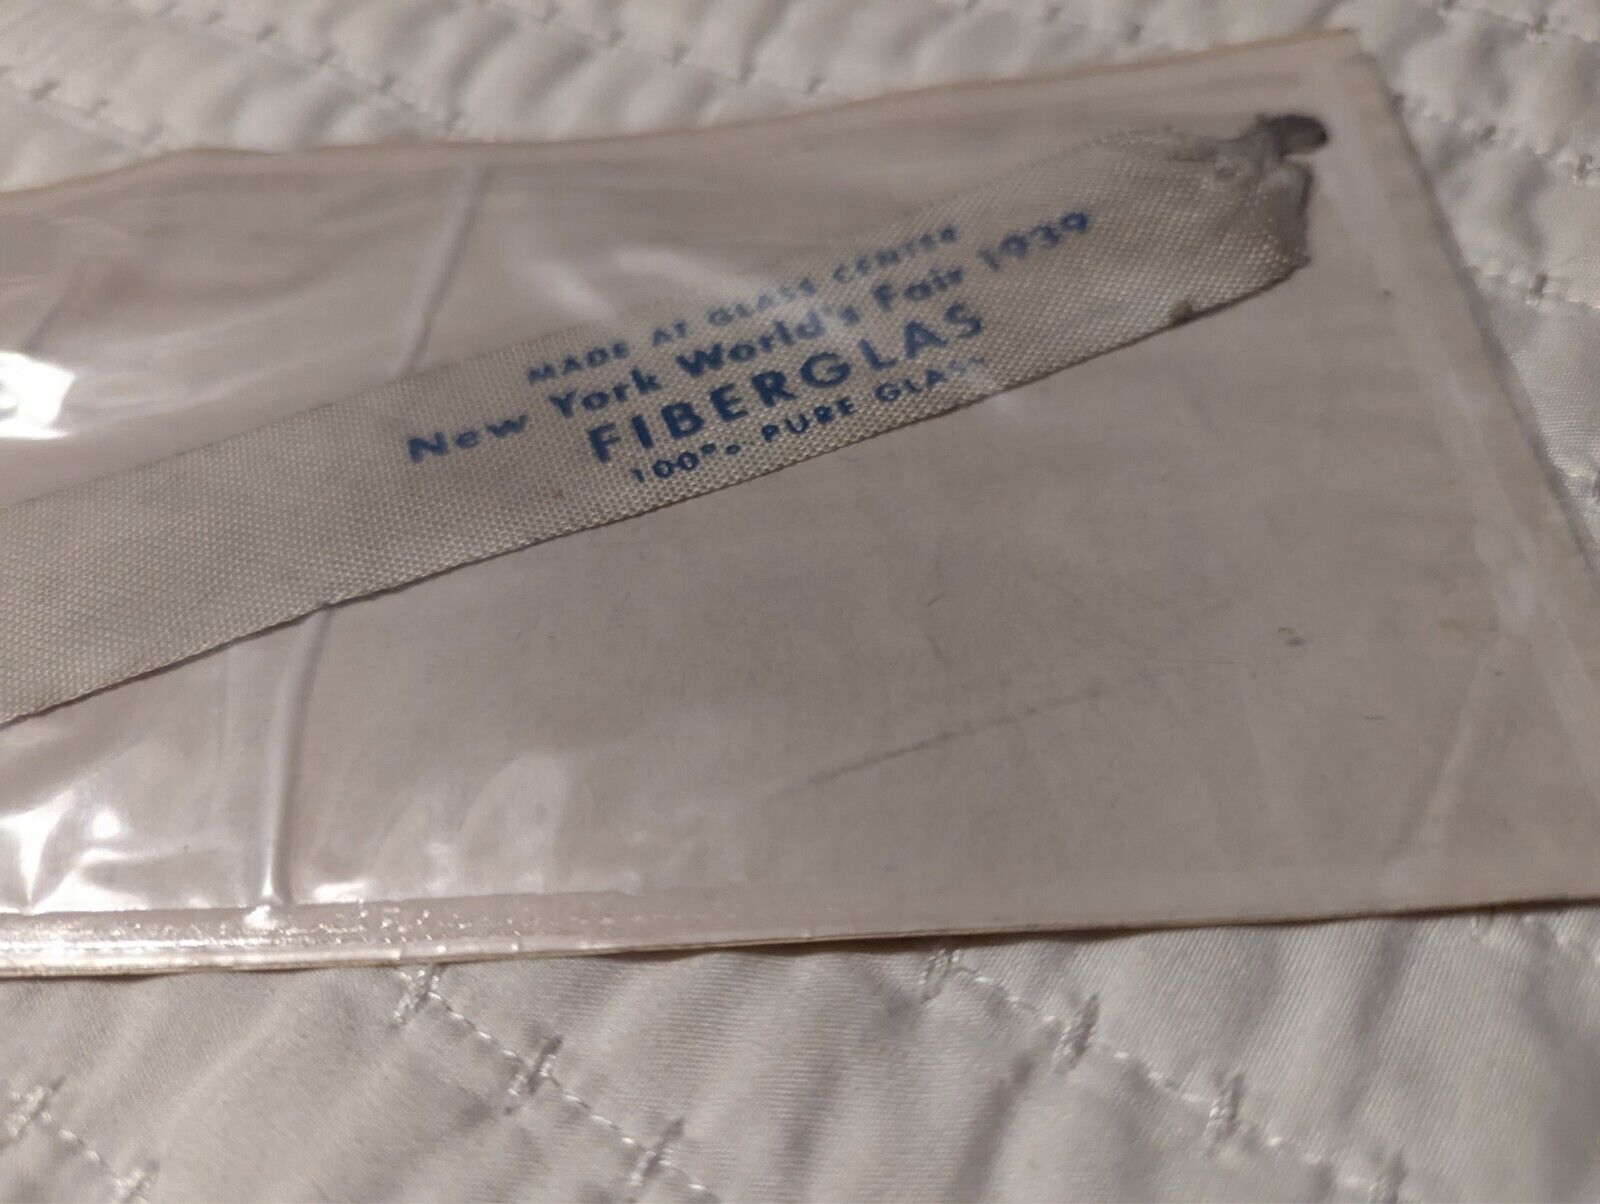 MADE AT GLASS CENTER
New York World's Fair 1939
FIBERGLAS
100% PURE GLASS